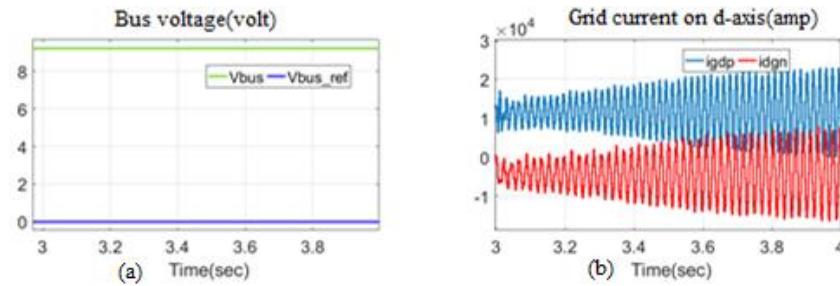 Bus voltage(volt)
8
6
4
2
0
Vbus Vbus_ref
3 3.2 3.4 3.6 3.8
(a) Time(sec)
Grid current on d-axis(amp)
×10⁴
3
2
1
0
-1
igdp idgn
3 3.2 3.4 3.6 3.8 4
(b) Time(sec)